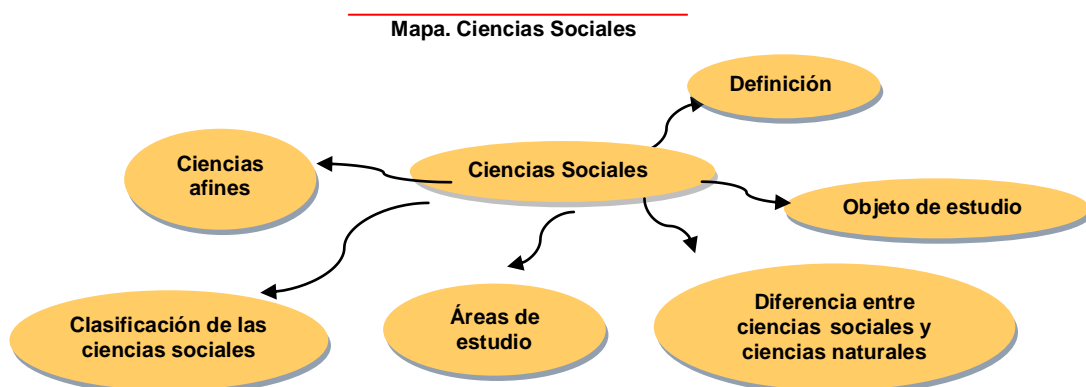 Mapa. Ciencias Sociales
Definición
Ciencias
afines
Ciencias Sociales
Objeto de estudio
Clasificación de las
ciencias sociales
Áreas de
estudio
Diferencia entre
ciencias sociales y
ciencias naturales